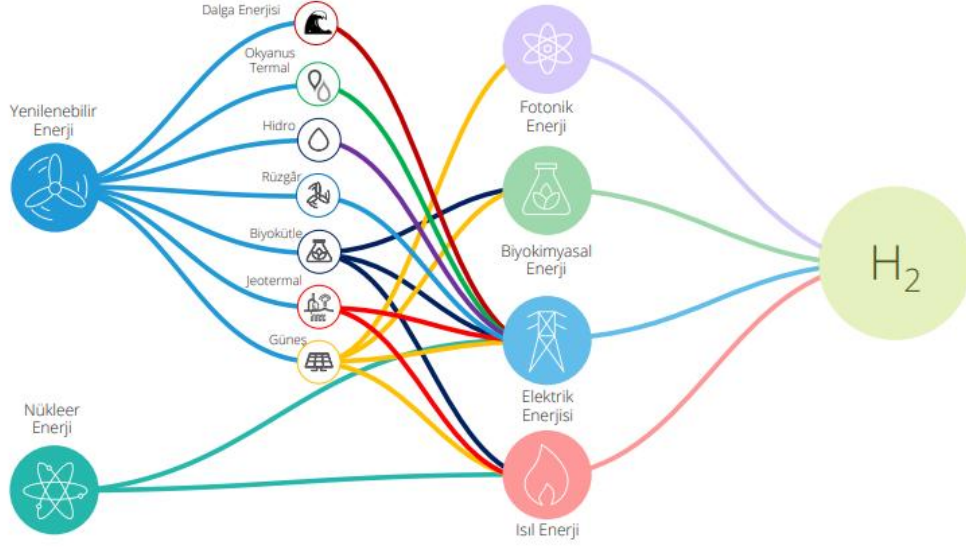 Dalga Enerjisi
Okyanus
Termal
Hidro
Rüzgâr
Biyokütle
Jeotermal
Güneş
Yenilenebilir
Enerji
Nükleer
Enerji
Fotonik
Enerji
Biyokimyasal
Enerji
Elektrik
Enerjisi
Isıl Enerji
H₂